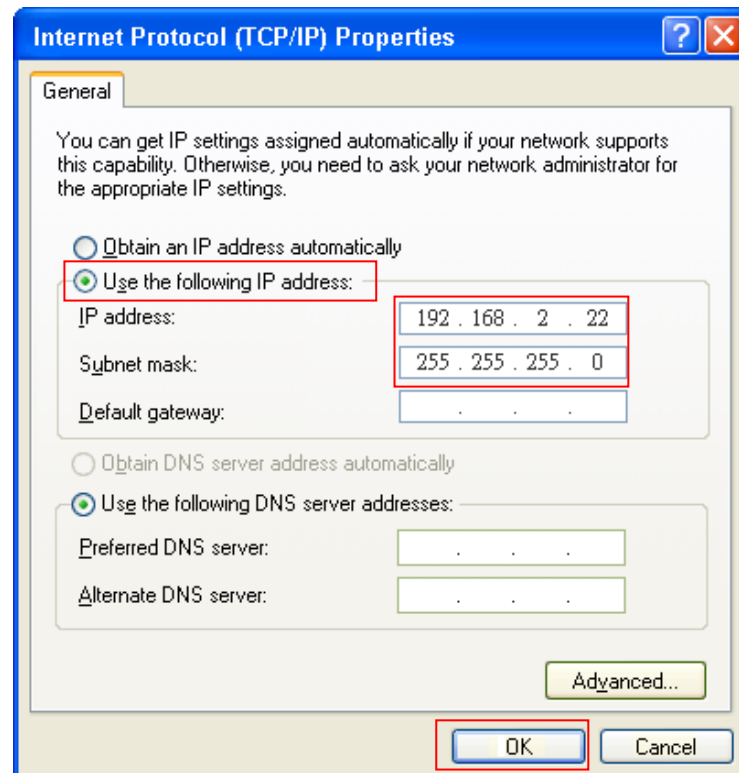 Internet Protocol (TCP/IP) Properties
?
General
You can get IP settings assigned automatically if your network supports
this capability. Otherwise, you need to ask your network administrator for
the appropriate IP settings.
Obtain an IP address automatically
Use the following IP address:
IP address: 192 . 168 . 2 . 22
Subnet mask: 255 . 255 . 255 . 0
Default gateway: . . .
Obtain DNS server address automatically
Use the following DNS server addresses:
Preferred DNS server: . . .
Alternate DNS server: . . .
Advanced...
OK Cancel